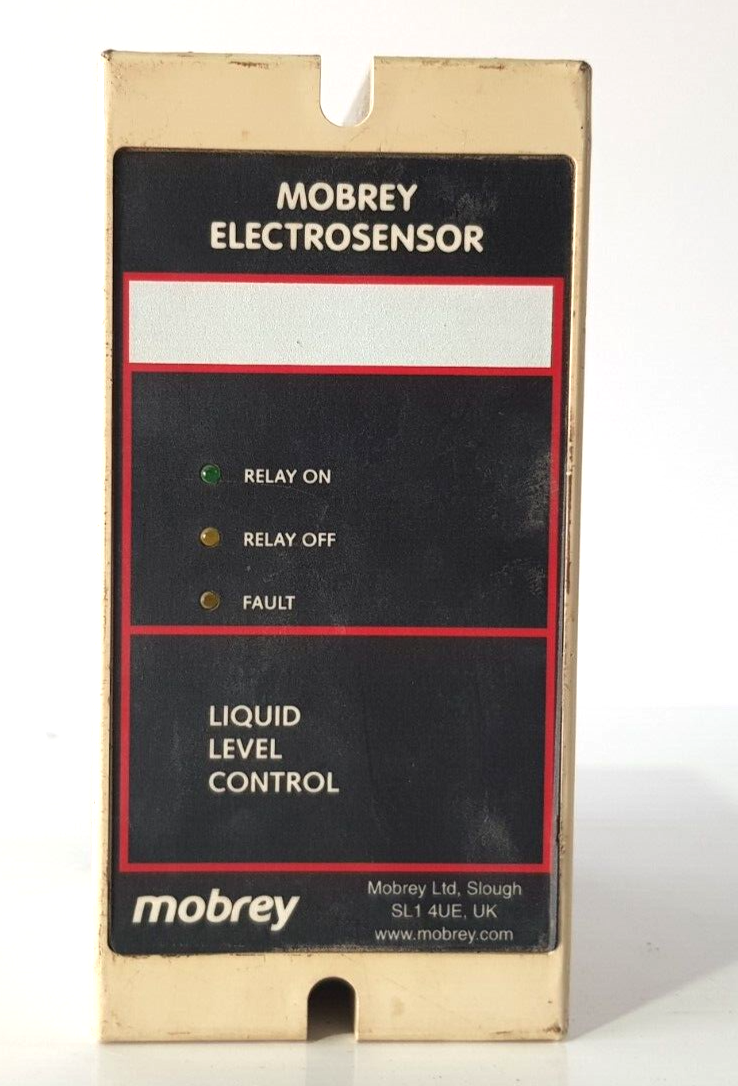 MOBREY
ELECTROSENSOR
RELAY ON
RELAY OFF
FAULT
LIQUID
LEVEL
CONTROL
mobrey
Mobrey Ltd, Slough
SL1 4UE, UK
www.mobrey.com